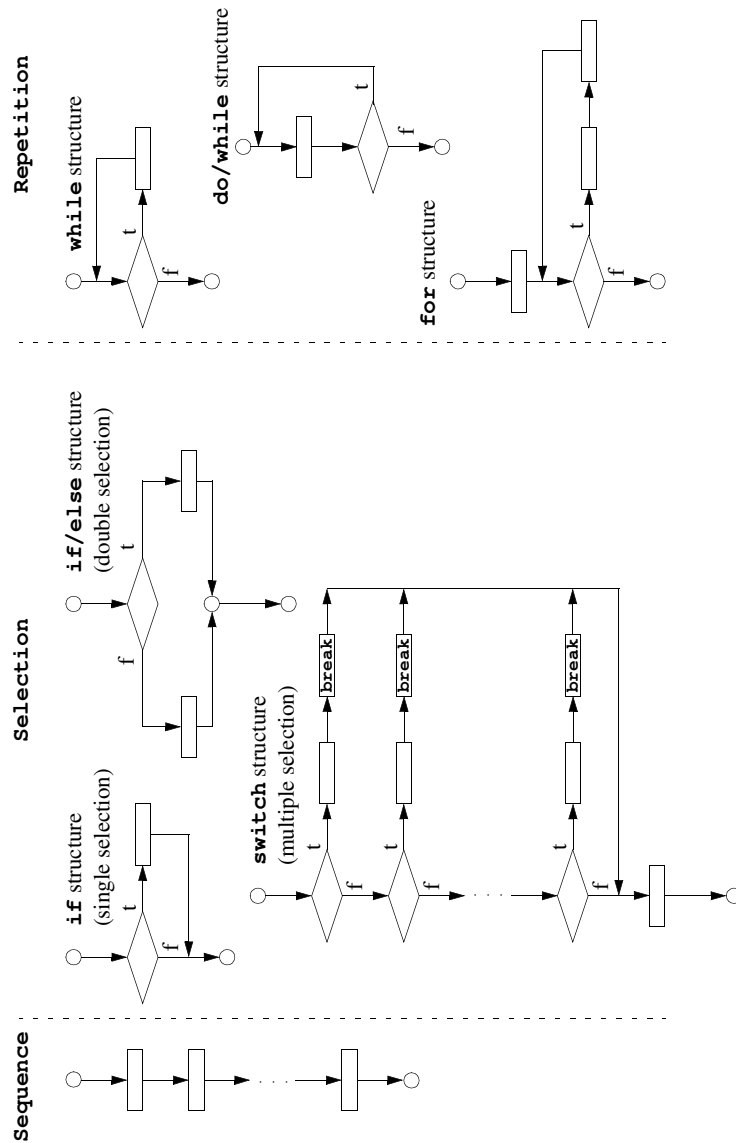 Sequence
Selection
if structure
(single selection)
t
f
if/else structure
(double selection)
f
t
switch structure
(multiple selection)
t
break
f
t
break
f
. . .
t
break
f
Repetition
while structure
t
f
do/while structure
t
f
for structure
t
f
. . .